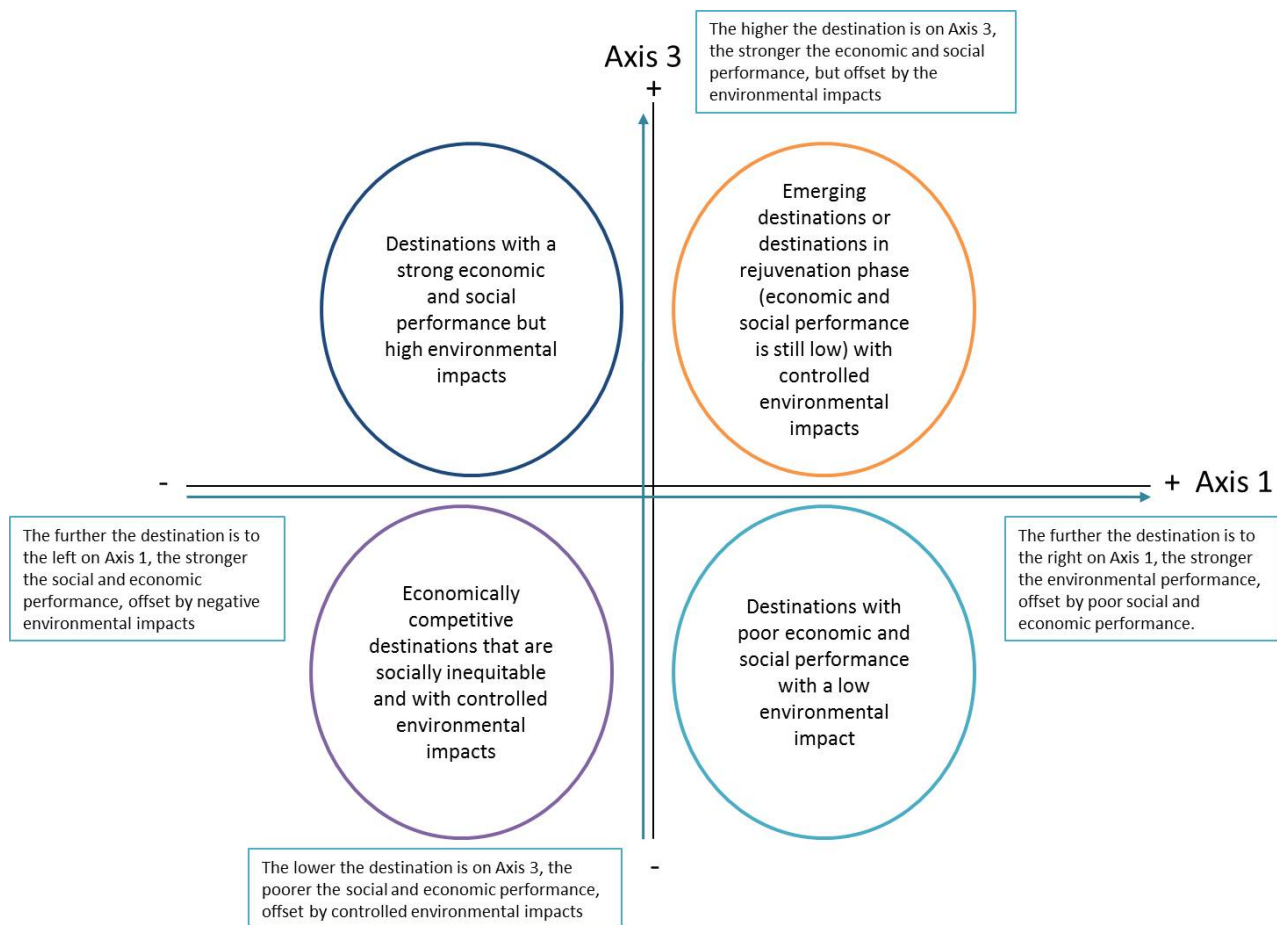 The higher the destination is on Axis 3,
the stronger the economic and social
performance, but offset by the
environmental impacts
Axis 3
+
Destinations with a
strong economic
and social
performance but
high environmental
impacts
Emerging
destinations or
destinations in
rejuvenation phase
(economic and
social performance
is still low) with
controlled
environmental
impacts
-
+ Axis 1
The further the destination is to
the left on Axis 1, the stronger
the social and economic
performance, offset by negative
environmental impacts
The further the destination is to
the right on Axis 1, the stronger
the environmental performance,
offset by poor social and
economic performance.
Economically
competitive
destinations that are
socially inequitable
and with controlled
environmental
impacts
Destinations with
poor economic and
social performance
with a low
environmental
impact
The lower the destination is on Axis 3, the
poorer the social and economic performance,
offset by controlled environmental impacts
-